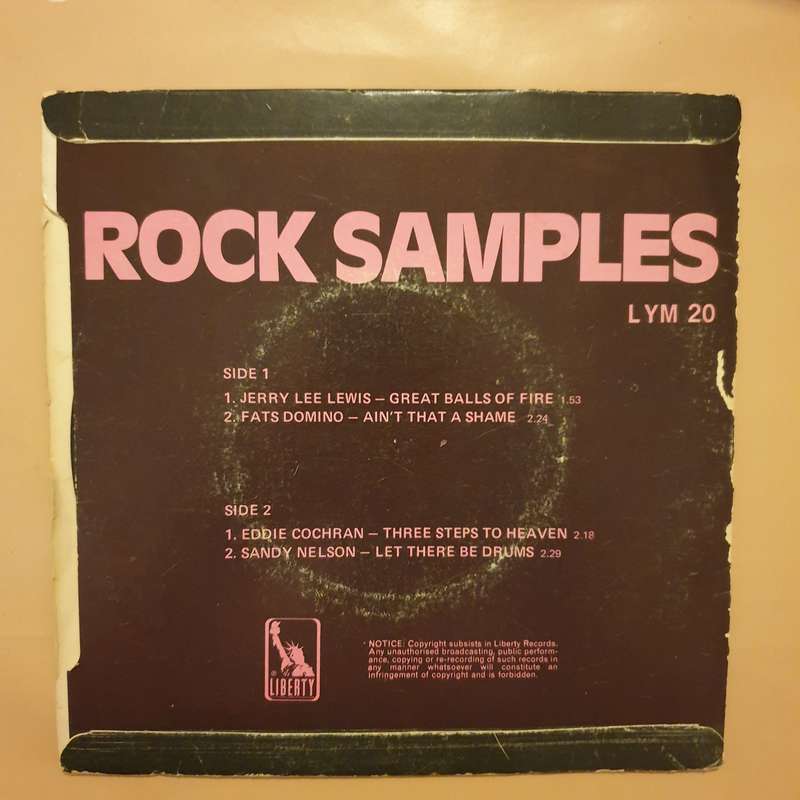 ROCK SAMPLES
LYM 20
SIDE 1
1. JERRY LEE LEWIS – GREAT BALLS OF FIRE 1.53
2. FATS DOMINO – AIN'T THAT A SHAME 2.24
SIDE 2
1. EDDIE COCHRAN – THREE STEPS TO HEAVEN 2.18
2. SANDY NELSON – LET THERE BE DRUMS 2.29
NOTICE: Copyright subsists in Liberty Records.
Any unauthorised broadcasting, public perform-
ance, copying or re-recording of such records in
any manner whatsoever will constitute an
infringement of copyright and is forbidden.
® LIBERTY